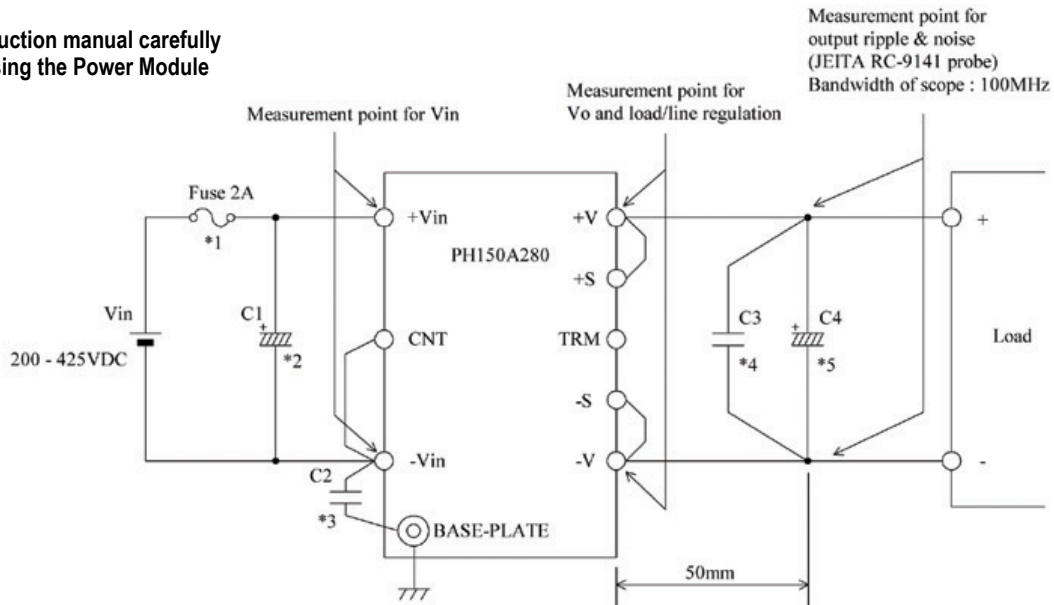 uction manual carefully
sing the Power Module
Measurement point for
output ripple & noise
(JEITA RC-9141 probe)
Bandwidth of scope : 100MHz
Measurement point for
Vo and load/line regulation
Measurement point for Vin
Fuse 2A
*1
+Vin
+V
PH150A280
+S
Vin
200 - 425VDC
C1
+
*2
CNT
TRM
C3
*4
+
C4
*5
+
Load
-
-S
-Vin
-V
C2
*3
BASE-PLATE
50mm